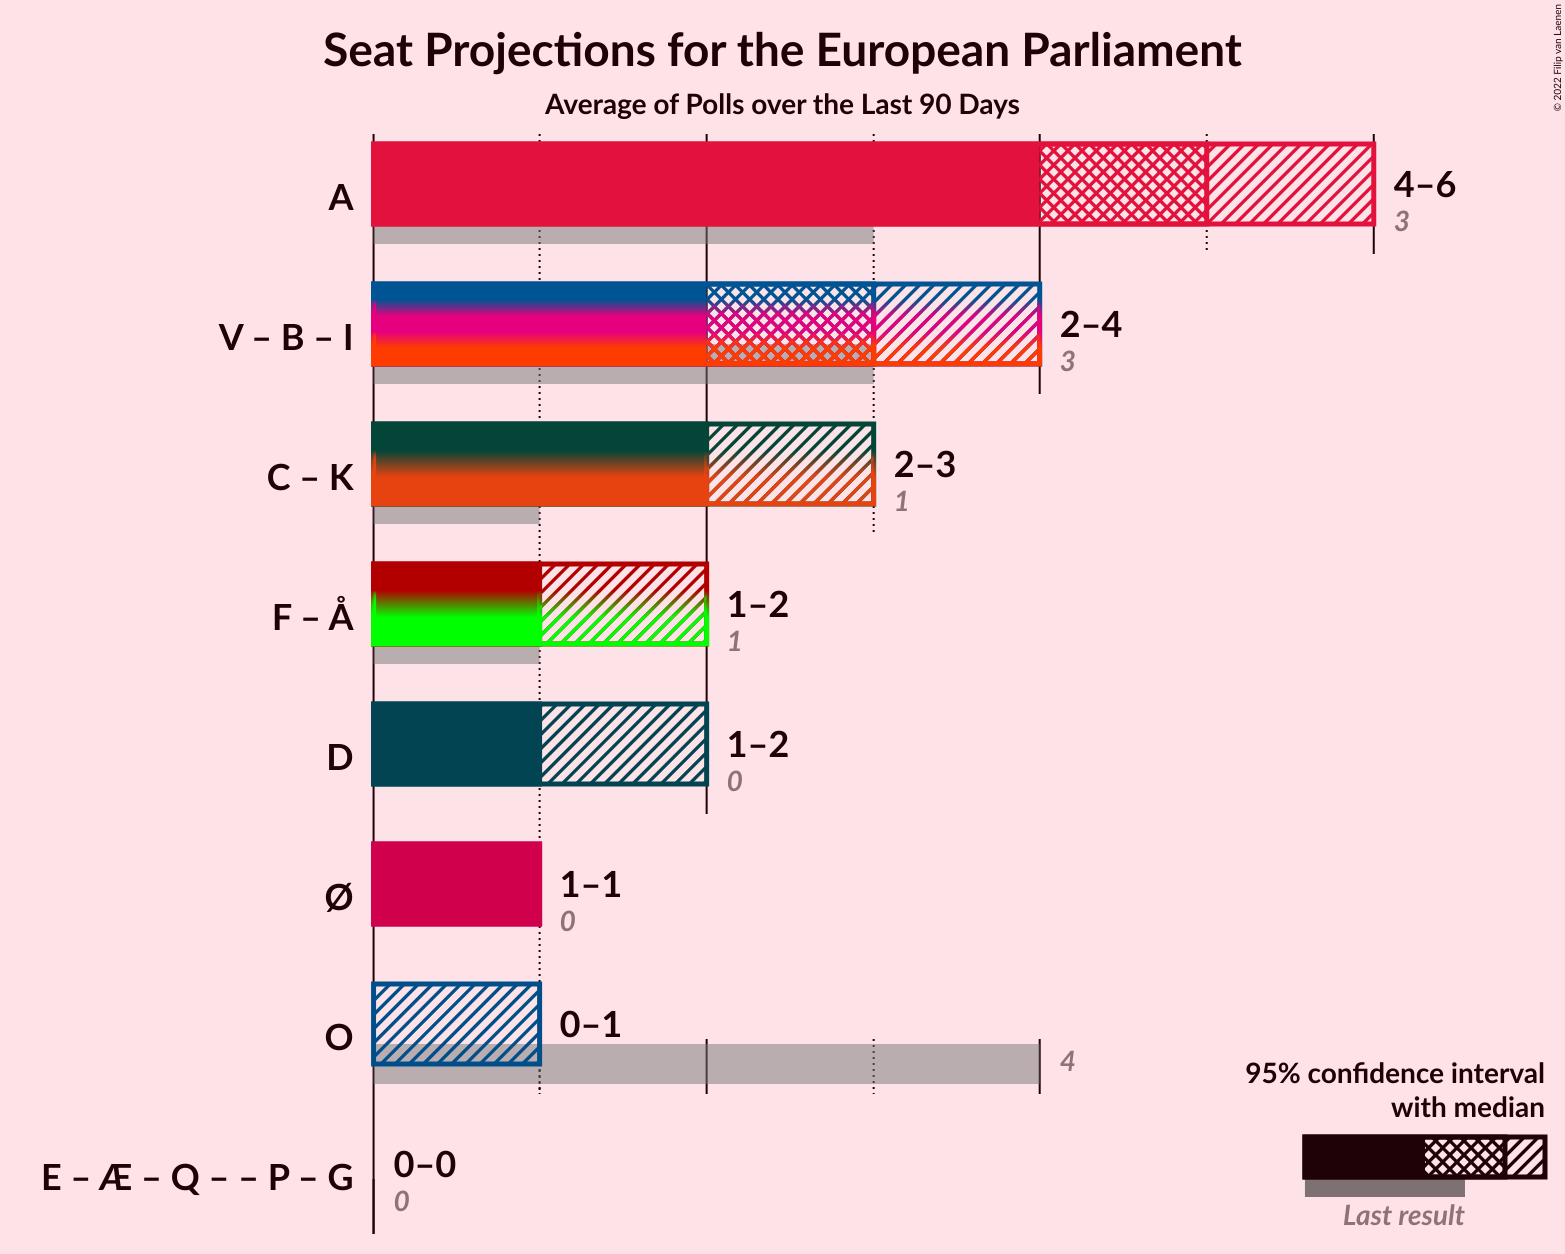 Seat Projections for the European Parliament
Average of Polls over the Last 90 Days
© 2022 Filip van Laenen
A
4–6
3
V – B – I
2–4
3
C – K
2–3
1
F – Å
1–2
1
D
1–2
0
Ø
1–1
0
O
0–1
4
E – Æ – Q – – P – G
0–0
0
95% confidence interval
with median
Last result